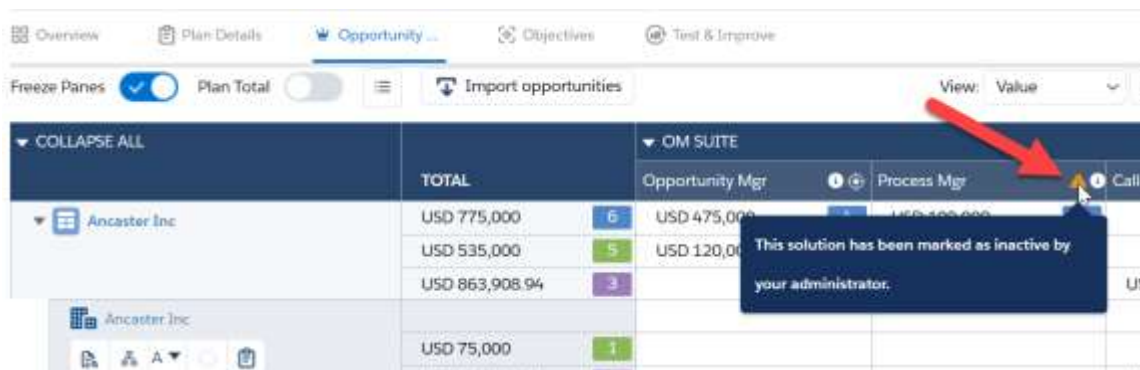 Overview Plan Details Opportunity ... Objectives Test & Improve
Freeze Panes Plan Total Import opportunities View: Value
COLLAPSE ALL OM SUITE
TOTAL Opportunity Mgr Process Mgr Call
Ancaster Inc USD 775,000 6 USD 475,000
USD 535,000 5 USD 120,00
This solution has been marked as inactive by
your administrator.
USD 863,908.94 3
Ancaster Inc
A USD 75,000 1